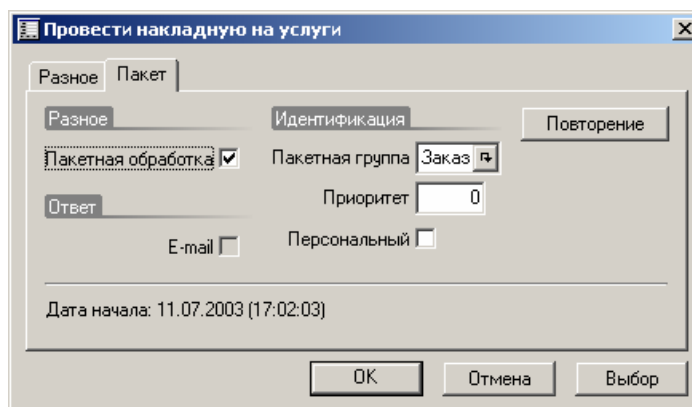 Провести накладную на услуги
Разное Пакет
Разное
Идентификация
Повторение
Пакетная обработка
Пакетная группа Заказ
Ответ
Приоритет 0
E-mail
Персональный
Дата начала: 11.07.2003 (17:02:03)
OK Отмена Выбор